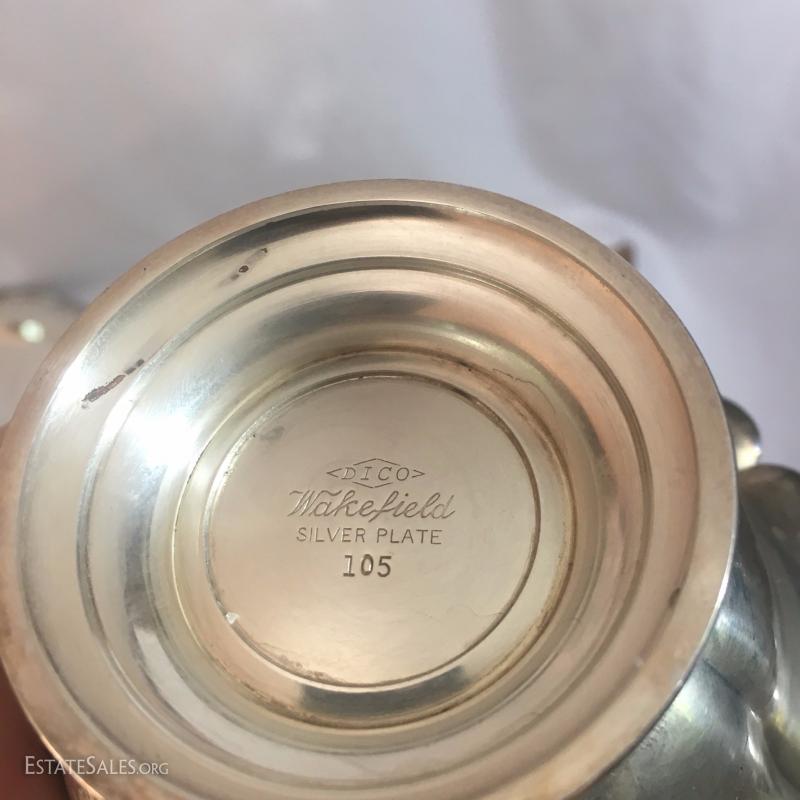 DICO
Wakefield
SILVER PLATE
105
ESTATESALES.ORG